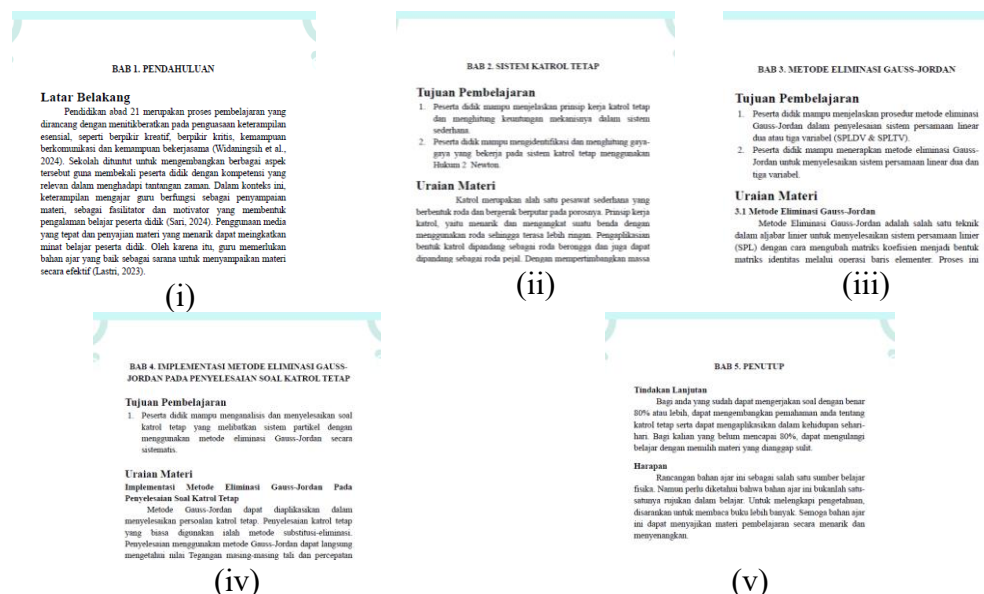 BAB 1. PENDAHULUAN
Latar Belakang
Pendidikan abad 21 merupakan proses pembelajaran yang
dirancang dengan menitikberatkan pada penguasaan keterampilan
esensial, seperti berpikir kreatif, berpikir kritis, kemampuan
berkomunikasi dan kemampuan bekerjasama (Widaningsih et al.,
2024). Sekolah dituntut untuk mengembangkan berbagai aspek
tersebut guna membekali peserta didik dengan kompetensi yang
relevan dalam menghadapi tantangan zaman. Dalam konteks ini,
keterampilan mengajar guru berfungsi sebagai penyampaian
materi, sebagai fasilitator dan motivator yang membentuk
pengalaman belajar peserta didik (Sari, 2024). Penggunaan media
yang tepat dan penyajian materi yang menarik dapat meingkatkan
minat belajar peserta didik. Oleh karena itu, guru memerlukan
bahan ajar yang baik sebagai sarana untuk menyampaikan materi
secara efektif (Lastri, 2023).
(i)
BAB 2. SISTEM KATROL TETAP
Tujuan Pembelajaran
1. Peserta didik mampu menjelaskan prinsip kerja katrol tetap
dan menghitung keuntungan mekanisnya dalam sistem
sederhana.
2. Peserta didik mampu mengidentifikasi dan menghitung gaya-
gaya yang bekerja pada sistem katrol tetap menggunakan
Hukum 2 Newton.
Uraian Materi
Katrol merupakan alah satu pesawat sederhana yang
berbentuk roda dan bergerak berputar pada porosnya. Prinsip kerja
katrol, yaitu menarik dan mengangkat suatu benda dengan
menggunakan roda sehingga terasa lebih ringan. Pengaplikasian
bentuk katrol dipandang sebagai roda berongga dan juga dapat
dipandang sebagai roda pejal. Dengan mempertimbangkan massa
(ii)
BAB 3. METODE ELIMINASI GAUSS-JORDAN
Tujuan Pembelajaran
1. Peserta didik mampu menjelaskan prosedur metode eliminasi
Gauss-Jordan dalam penyelesaian sistem persamaan linear
dua atau tiga variabel (SPLDV & SPLTV).
2. Peserta didik mampu menerapkan metode eliminasi Gauss-
Jordan untuk menyelesaikan sistem persamaan linear dua dan
tiga variabel.
Uraian Materi
3.1 Metode Eliminasi Gauss-Jordan
Metode Eliminasi Gauss-Jordan adalah salah satu teknik
dalam aljabar linier untuk menyelesaikan sistem persamaan linier
(SPL) dengan cara mengubah matriks koefisien menjadi bentuk
matriks identitas melalui operasi baris elementer. Proses ini
(iii)
BAB 4. IMPLEMENTASI METODE ELIMINASI GAUSS-
JORDAN PADA PENYELESAIAN SOAL KATROL TETAP
Tujuan Pembelajaran
1. Peserta didik mampu menganalisis dan menyelesaikan soal
katrol tetap yang melibatkan sistem partikel dengan
menggunakan metode eliminasi Gauss-Jordan secara
sistematis.
Uraian Materi
Implementasi Metode Eliminasi Gauss-Jordan Pada
Penyelesaian Soal Katrol Tetap
Metode Gauss-Jordan dapat diaplikasikan dalam
menyelesaikan persoalan katrol tetap. Penyelesaian katrol tetap
yang biasa digunakan ialah metode substitusi-eliminasi.
Penyelesaian menggunakan metode Gauss-Jordan dapat langsung
mengetahui nilai Tegangan masing-masing tali dan percepatan
(iv)
BAB 5. PENUTUP
Tindakan Lanjutan
Bagi anda yang sudah dapat mengerjakan soal dengan benar
80% atau lebih, dapat mengembangkan pemahaman anda tentang
katrol tetap serta dapat mengaplikasikan dalam kehidupan sehari-
hari. Bagi kalian yang belum mencapai 80%, dapat mengulangi
belajar dengan memilih materi yang dianggap sulit.
Harapan
Rancangan bahan ajar ini sebagai salah satu sumber belajar
fisika. Namun perlu diketahui bahwa bahan ajar ini bukanlah satu-
satunya rujukan dalam belajar. Untuk melengkapi pengetahuan,
disarankan untuk membaca buku lebih banyak. Semoga bahan ajar
ini dapat menyajikan materi pembelajaran secara menarik dan
menyenangkan.
(v)